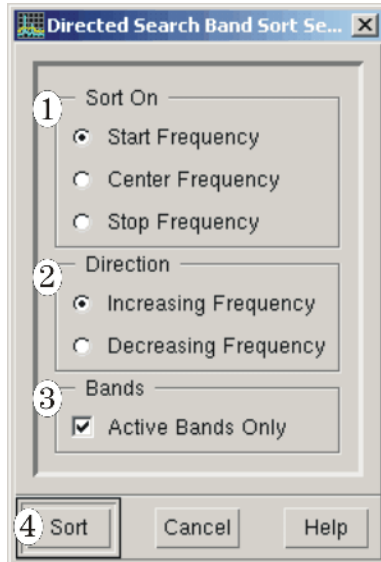 Directed Search Band Sort Se...
1 Sort On
Start Frequency
Center Frequency
Stop Frequency
2 Direction
Increasing Frequency
Decreasing Frequency
3 Bands
Active Bands Only
4 Sort Cancel Help